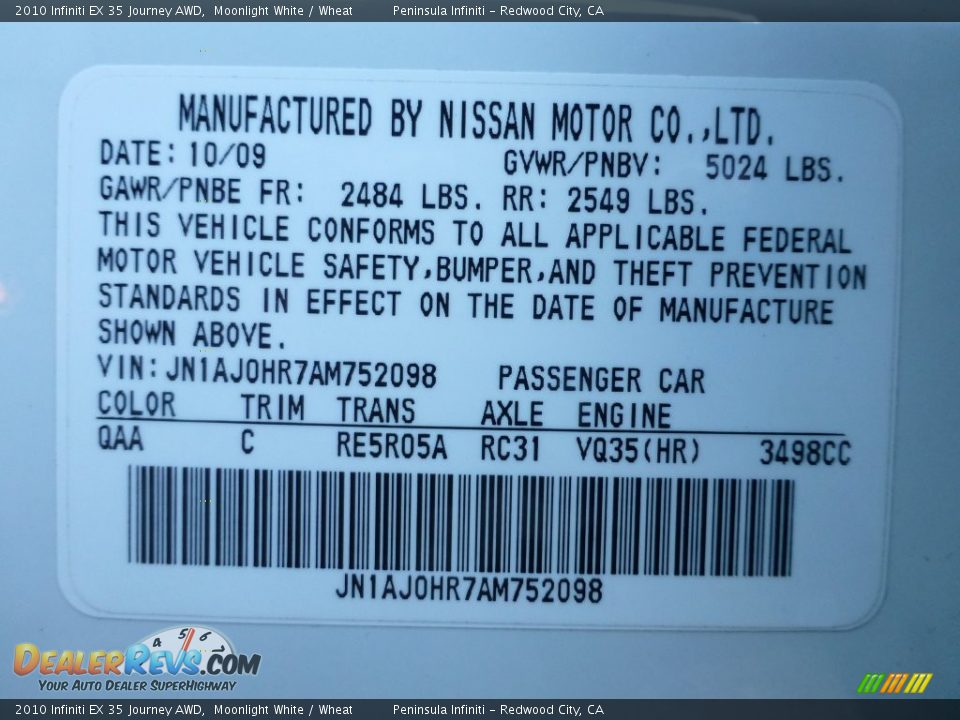 2010 Infiniti EX 35 Journey AWD, Moonlight White / Wheat Peninsula Infiniti - Redwood City, CA
MANUFACTURED BY NISSAN MOTOR CO.,LTD.
DATE: 10/09 GVWR/PNBV: 5024 LBS.
GAWR/PNBE FR: 2484 LBS. RR: 2549 LBS.
THIS VEHICLE CONFORMS TO ALL APPLICABLE FEDERAL
MOTOR VEHICLE SAFETY,BUMPER,AND THEFT PREVENTION
STANDARDS IN EFFECT ON THE DATE OF MANUFACTURE
SHOWN ABOVE.
VIN:JN1AJ0HR7AM752098 PASSENGER CAR
COLOR TRIM TRANS AXLE ENGINE
QAA C RE5R05A RC31 VQ35(HR) 3498CC
JN1AJ0HR7AM752098
4 5 6 7
DEALERREVS.COM
YOUR AUTO DEALER SUPERHIGHWAY
2010 Infiniti EX 35 Journey AWD, Moonlight White / Wheat Peninsula Infiniti - Redwood City, CA